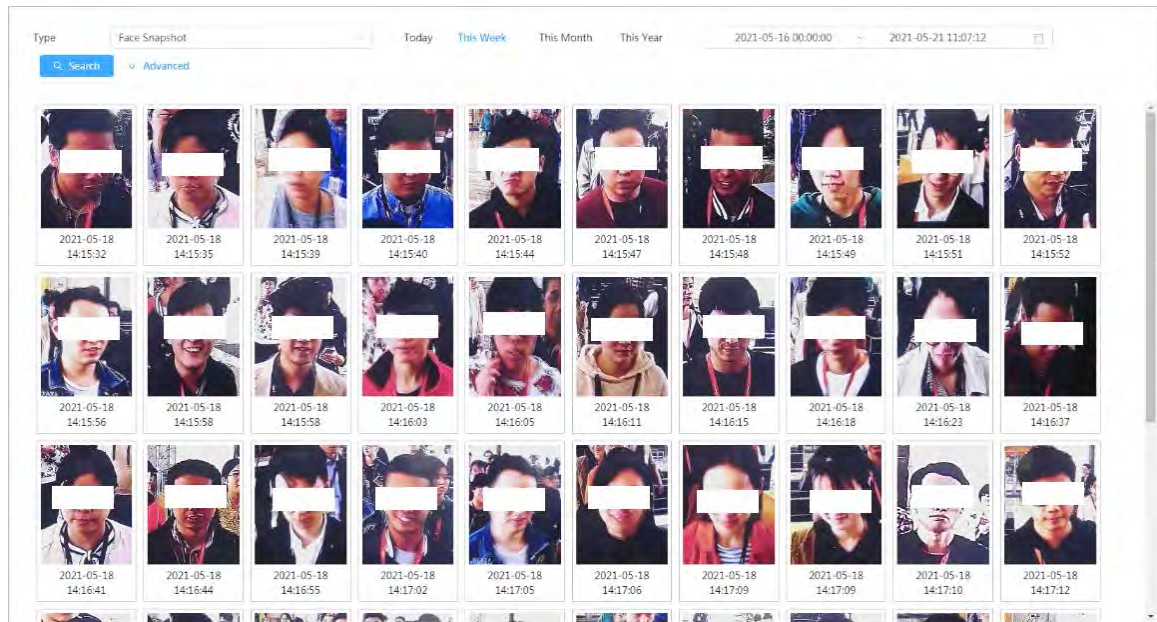 Type Face Snapshot Today This Week This Month This Year 2021-05-16 00:00:00 ~ 2021-05-21 11:07:12
Search Advanced
2021-05-18 2021-05-18 2021-05-18 2021-05-18 2021-05-18 2021-05-18 2021-05-18 2021-05-18 2021-05-18 2021-05-18
14:15:32 14:15:35 14:15:39 14:15:40 14:15:44 14:15:47 14:15:48 14:15:49 14:15:51 14:15:52
2021-05-18 2021-05-18 2021-05-18 2021-05-18 2021-05-18 2021-05-18 2021-05-18 2021-05-18 2021-05-18 2021-05-18
14:15:56 14:15:58 14:15:58 14:16:03 14:16:05 14:16:11 14:16:15 14:16:18 14:16:23 14:16:37
2021-05-18 2021-05-18 2021-05-18 2021-05-18 2021-05-18 2021-05-18 2021-05-18 2021-05-18 2021-05-18 2021-05-18
14:16:41 14:16:44 14:16:55 14:17:02 14:17:05 14:17:06 14:17:09 14:17:09 14:17:10 14:17:12